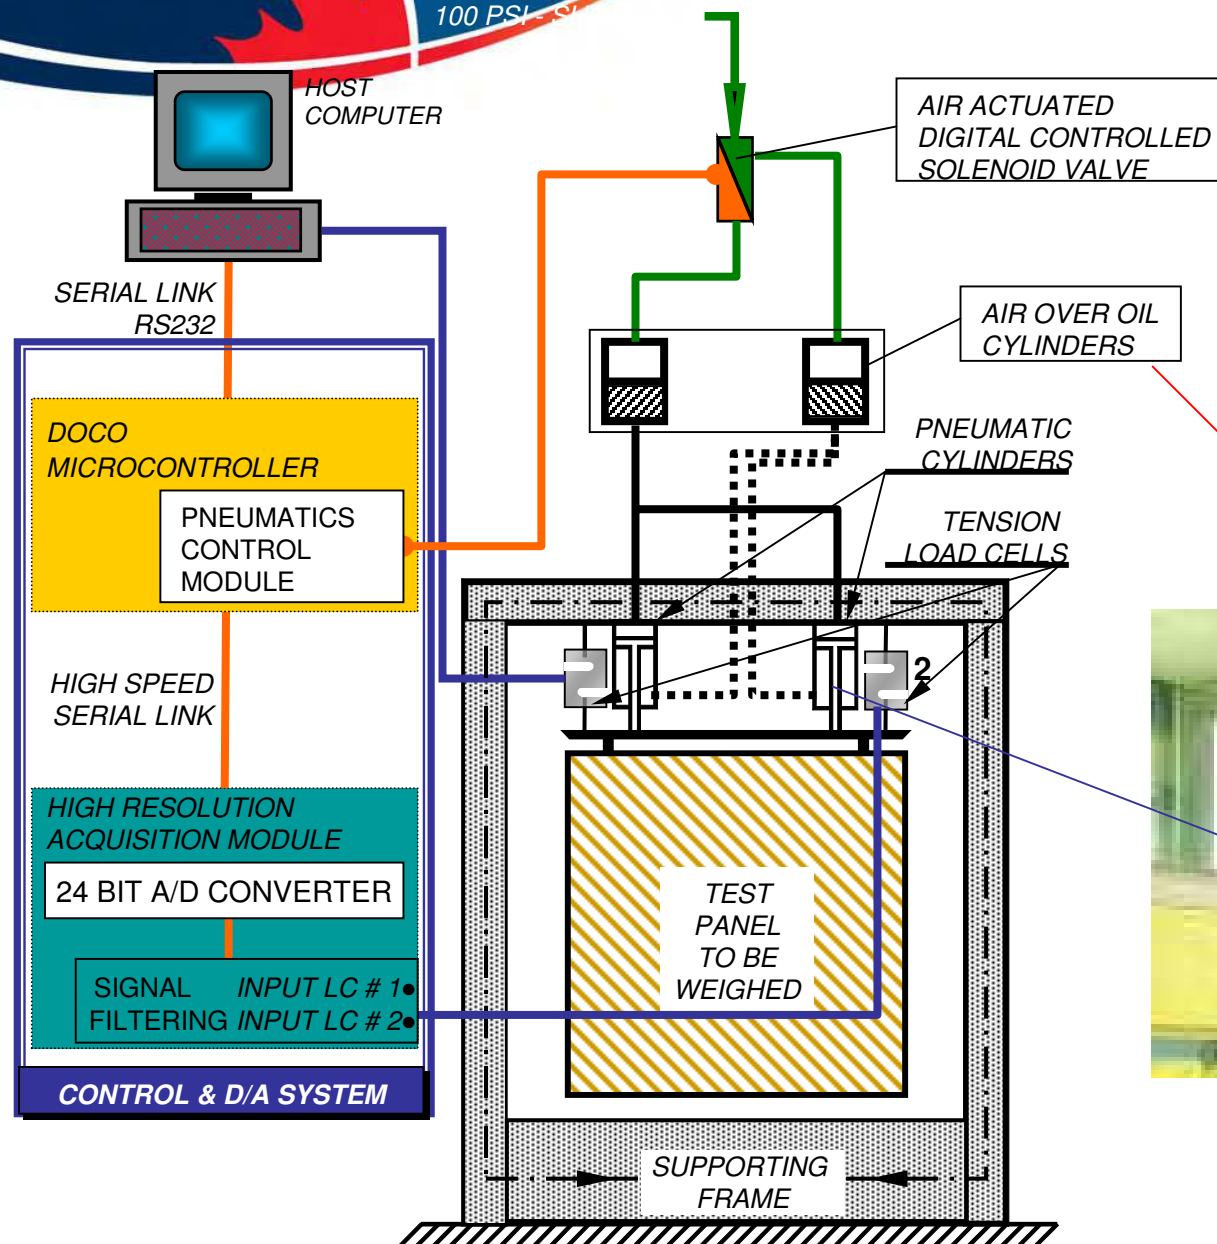 100 PSI -
HOST
COMPUTER
AIR ACTUATED
DIGITAL CONTROLLED
SOLENOID VALVE
SERIAL LINK
RS232
AIR OVER OIL
CYLINDERS
DOCO
MICROCONTROLLER
PNEUMATICS
CONTROL
MODULE
PNEUMATIC
CYLINDERS
TENSION
LOAD CELLS
2
HIGH SPEED
SERIAL LINK
HIGH RESOLUTION
ACQUISITION MODULE
24 BIT A/D CONVERTER
SIGNAL INPUT LC # 1
FILTERING INPUT LC # 2
CONTROL & D/A SYSTEM
TEST
PANEL
TO BE
WEIGHED
SUPPORTING
FRAME